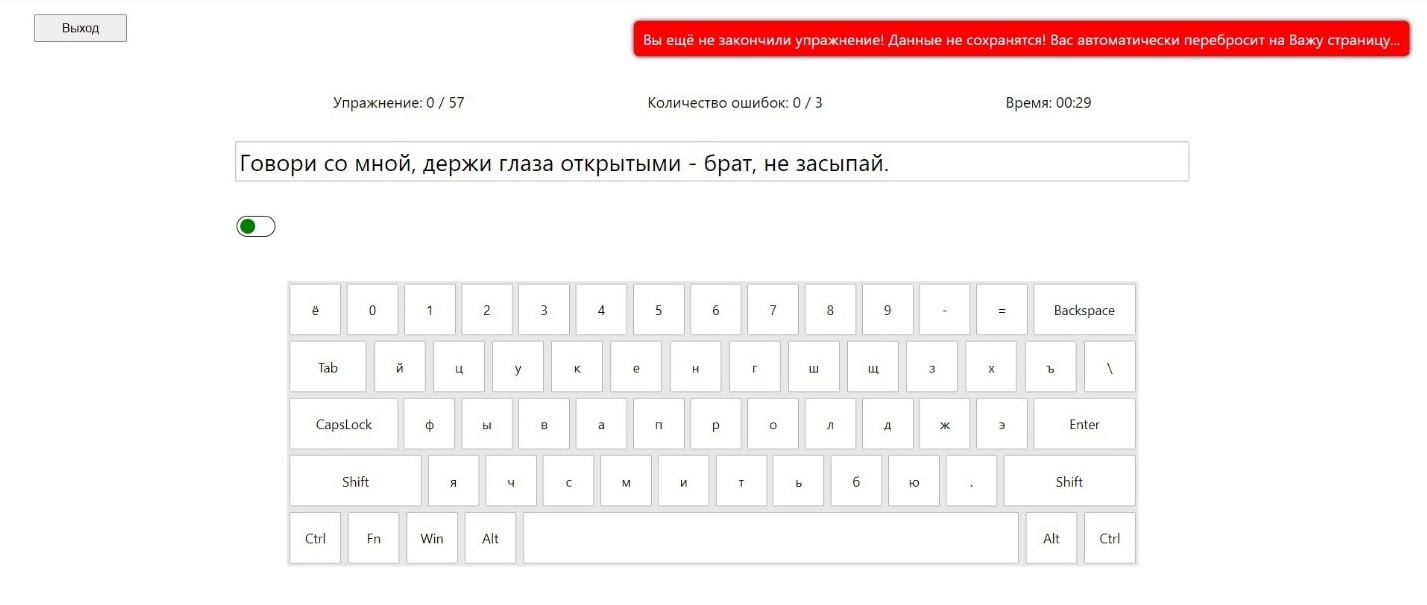 Выход
Вы ещё не закончили упражнение! Данные не сохранятся! Вас автоматически перебросит на Важу страницу...
Упражнение: 0 / 57 Количество ошибок: 0 / 3 Время: 00:29
Говори со мной, держи глаза открытыми - брат, не засыпай.
ё 0 1 2 3 4 5 6 7 8 9 - = Backspace
Tab й ц у к е н г ш щ з х ъ \
CapsLock ф ы в а п р о л д ж э Enter
Shift я ч с м и т ь б ю . Shift
Ctrl Fn Win Alt Alt Ctrl